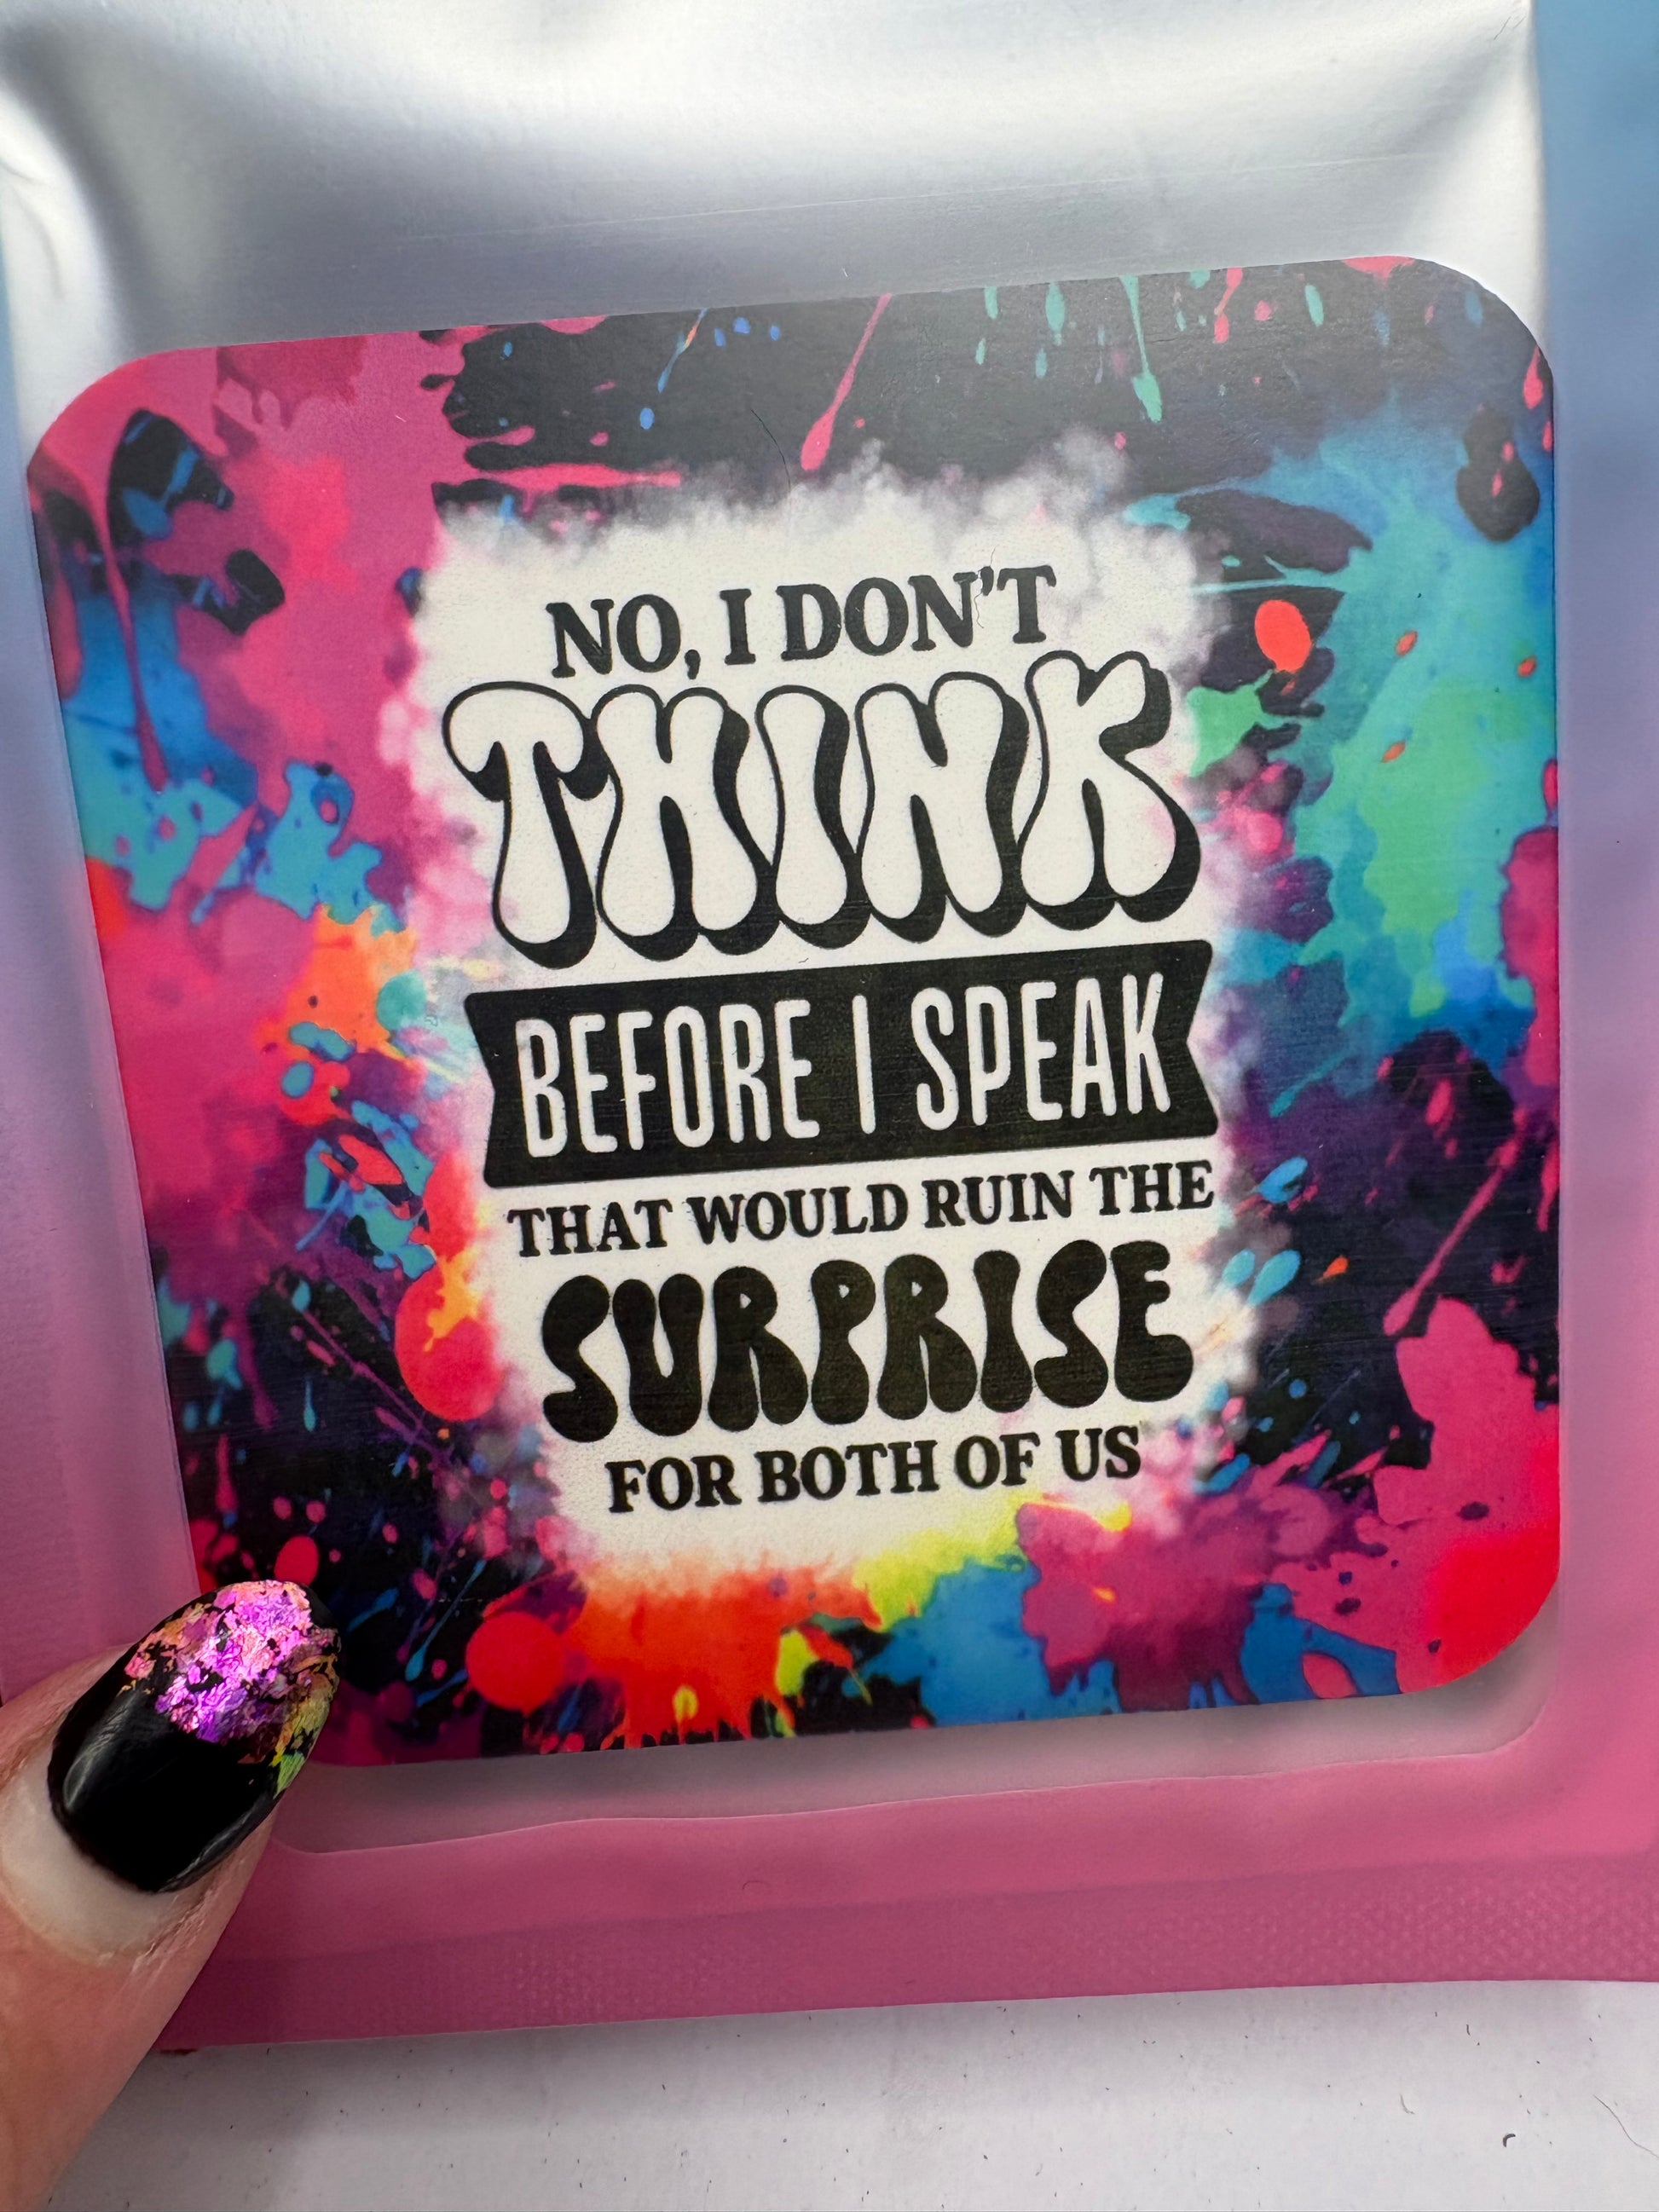 NO, I DON'T
THINK
BEFORE I SPEAK
THAT WOULD RUIN THE
SURPRISE
FOR BOTH OF US